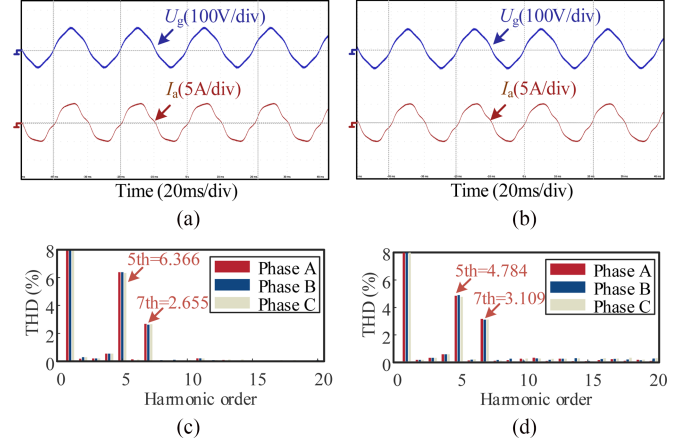 Ug(100V/div)
Ia(5A/div)
Time (20ms/div)
(a)
Ug(100V/div)
Ia(5A/div)
Time (20ms/div)
(b)
THD (%)
8
6
4
2
0
5th=6.366
7th=2.655
Phase A
Phase B
Phase C
0 5 10 15 20
Harmonic order
(c)
THD (%)
8
6
4
2
0
5th=4.784
7th=3.109
Phase A
Phase B
Phase C
0 5 10 15 20
Harmonic order
(d)